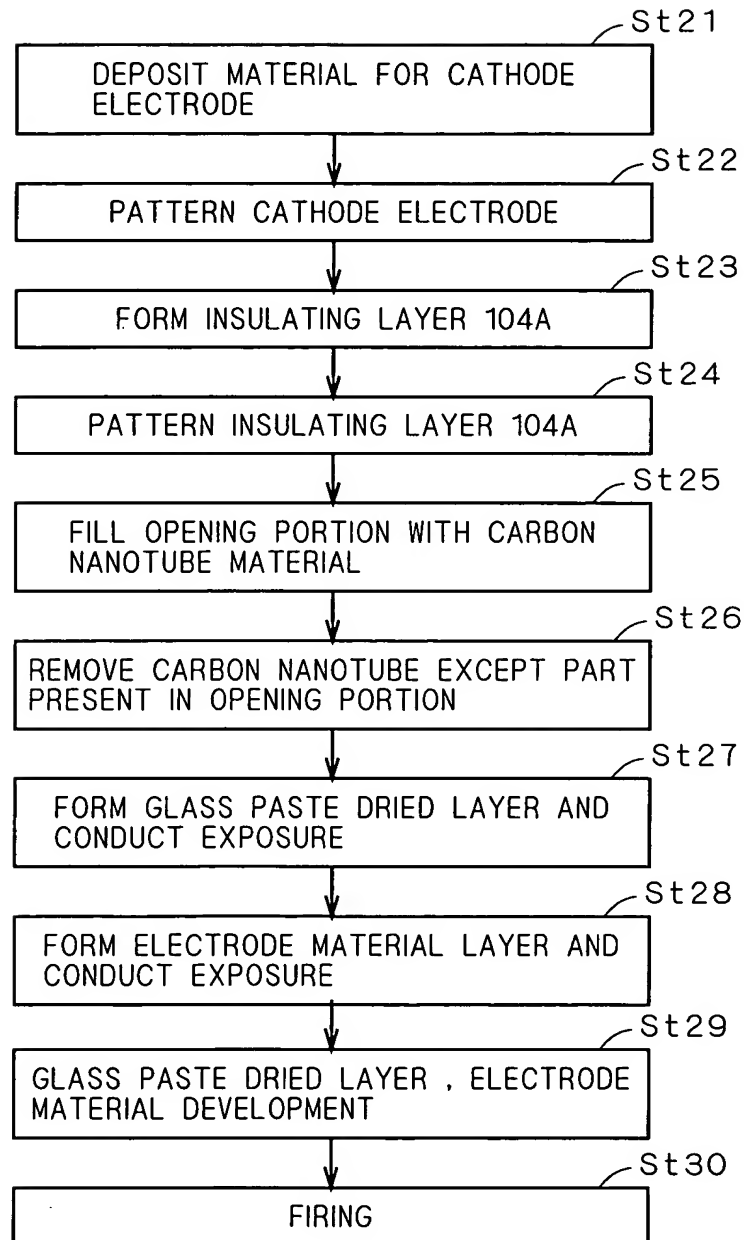 St21
DEPOSIT MATERIAL FOR CATHODE
ELECTRODE
St22
PATTERN CATHODE ELECTRODE
St23
FORM INSULATING LAYER 104A
St24
PATTERN INSULATING LAYER 104A
St25
FILL OPENING PORTION WITH CARBON
NANOTUBE MATERIAL
St26
REMOVE CARBON NANOTUBE EXCEPT PART
PRESENT IN OPENING PORTION
St27
FORM GLASS PASTE DRIED LAYER AND
CONDUCT EXPOSURE
St28
FORM ELECTRODE MATERIAL LAYER AND
CONDUCT EXPOSURE
St29
GLASS PASTE DRIED LAYER , ELECTRODE
MATERIAL DEVELOPMENT
St30
FIRING